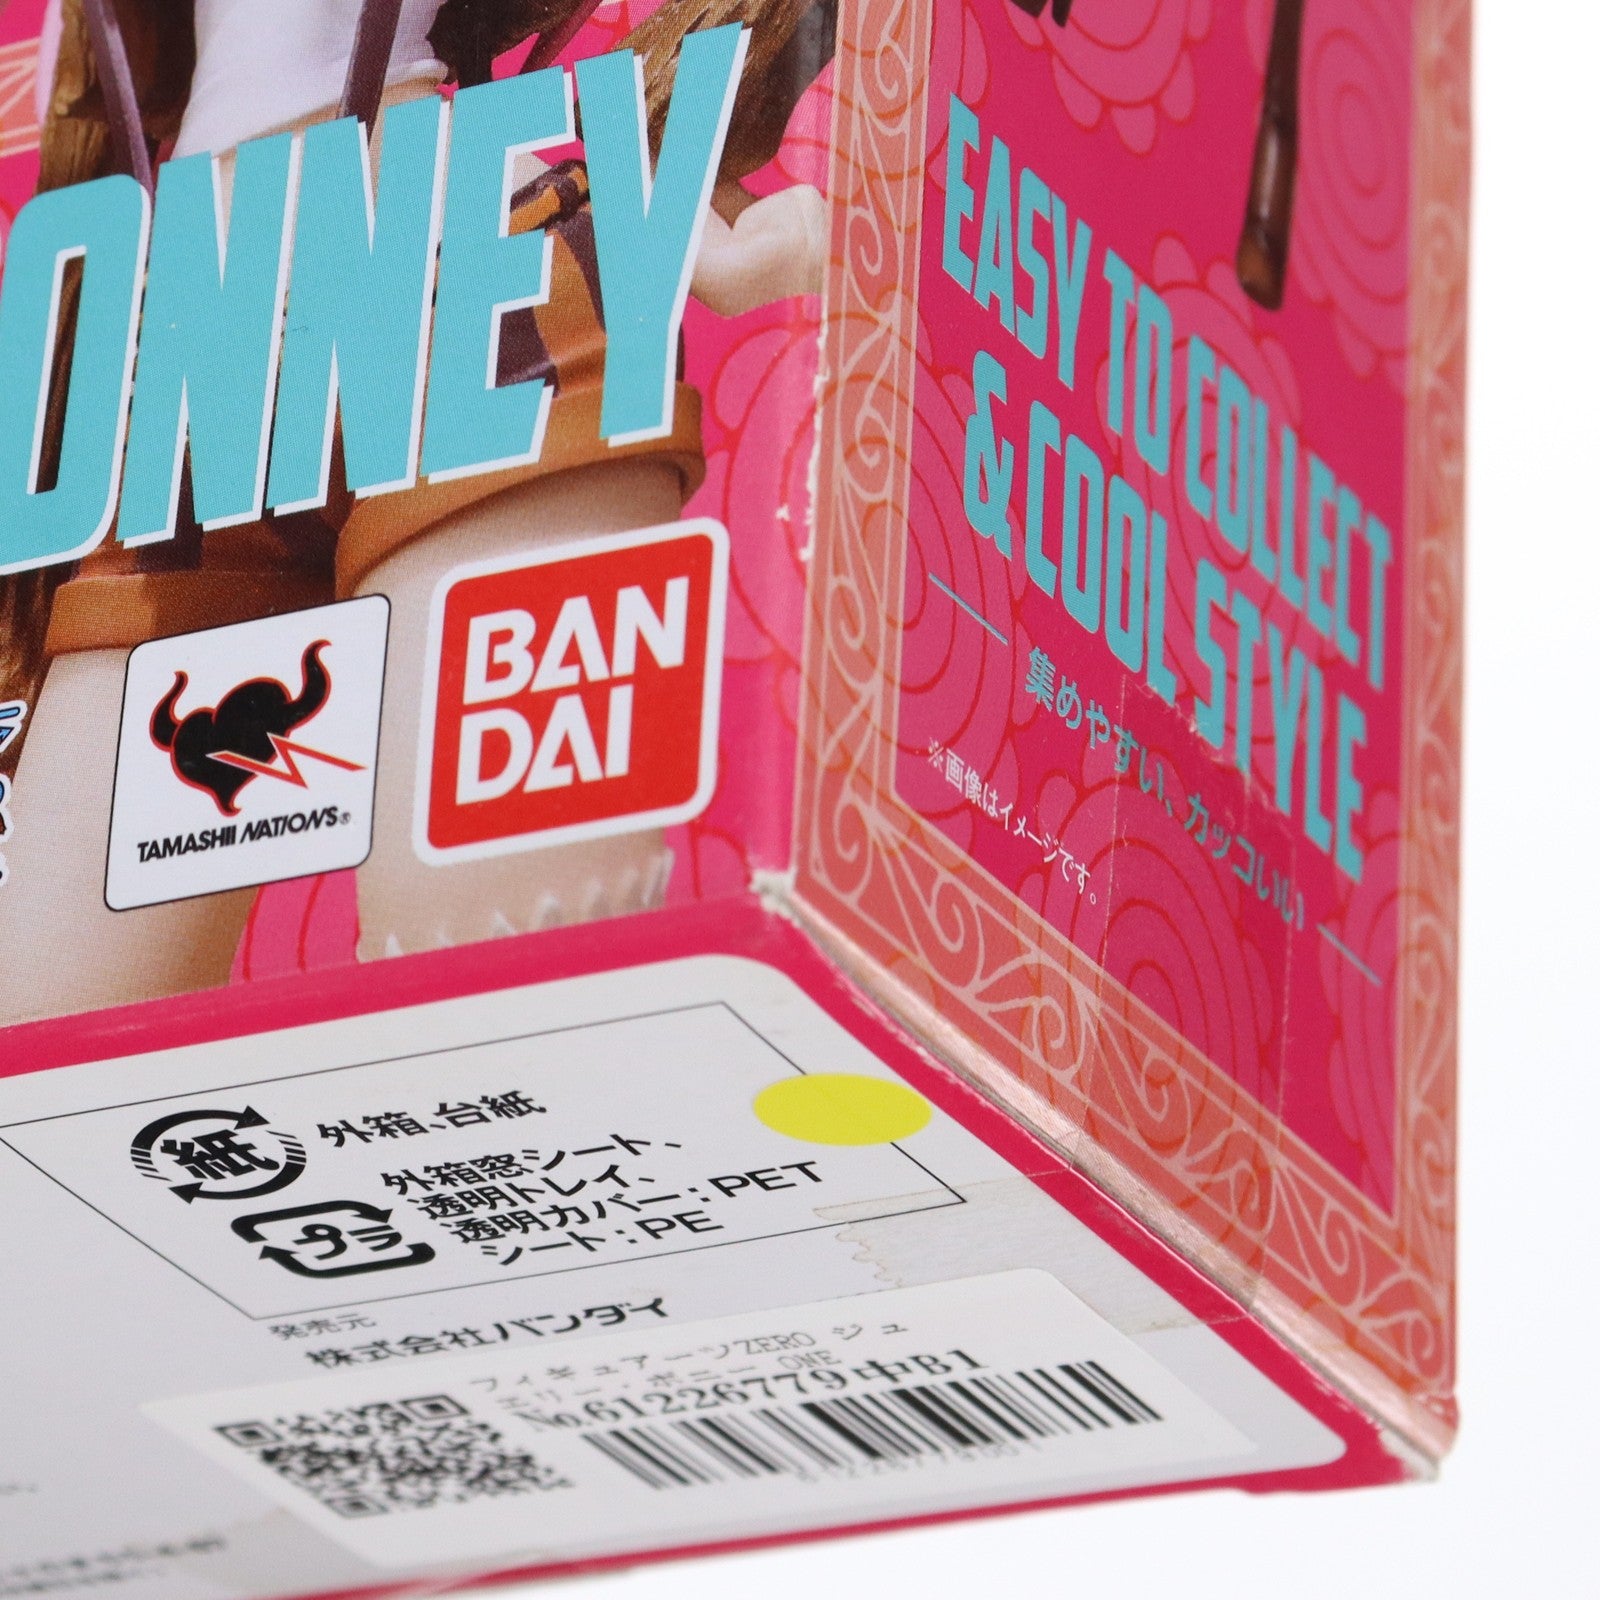 ONNEY
TAMASHII NATIONS®
BAN
DAI
EASY TO COLLECT
& COOL STYLE
集めやすい、カッコいい
※画像はイメージです。
紙
外箱、台紙
プラ
外箱窓シート、
透明トレイ、
透明カバー:PET
シート:PE
発売元
株式会社バンダイ
フィギュアーツZERO ジュ
エリー・ボニー ONE
No.61226779中B1